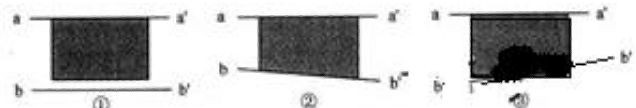 a a'
b b'
①
a a'
b b'''
②
a a'
b' b'
③